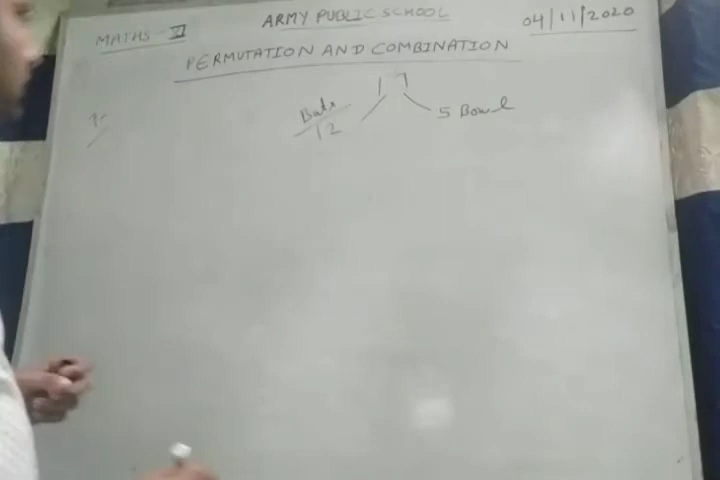 ARMY PUBLIC SCHOOL
04/11/2020
MATHS - XI
PERMUTATION AND COMBINATION
17
Bats
12
5 Bowl